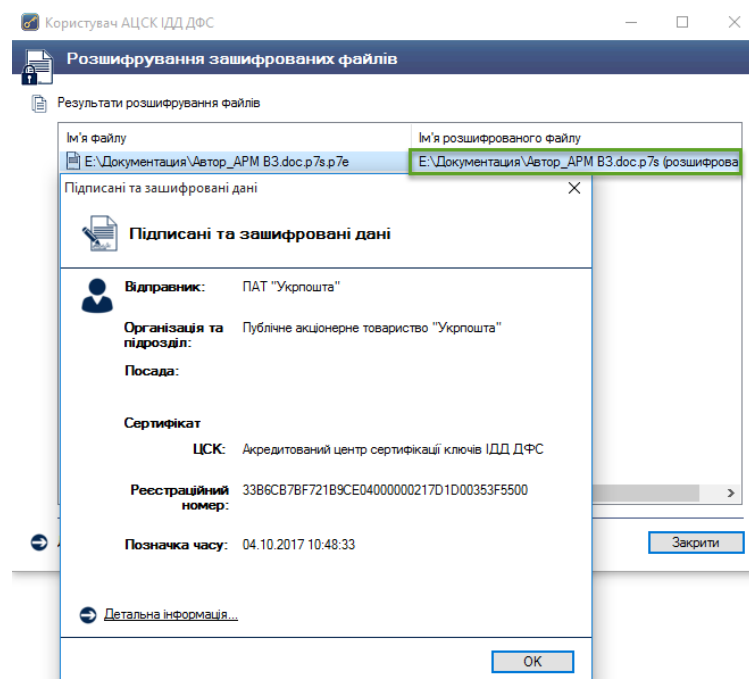 Користувач АЦСК ІДД ДФС
Розшифрування зашифрованих файлів
Результати розшифрування файлів
Ім'я файлу Ім'я розшифрованого файлу
E:\Документация\Автор_АРМ ВЗ.doc.p7s.p7e E:\Документация\Автор_АРМ ВЗ.doc.p7s (розшифрова
Підписані та зашифровані дані
Підписані та зашифровані дані
Відправник: ПАТ "Укрпошта"
Організація та Публічне акціонерне товариство "Укрпошта"
підрозділ:
Посада:
Сертифікат
ЦСК: Акредитований центр сертифікації ключів ІДД ДФС
Реєстраційний 33B6CB7BF721B9CE04000000217D1D00353F5500
номер:
Позначка часу: 04.10.2017 10:48:33
Закрити
Детальна інформація...
OK